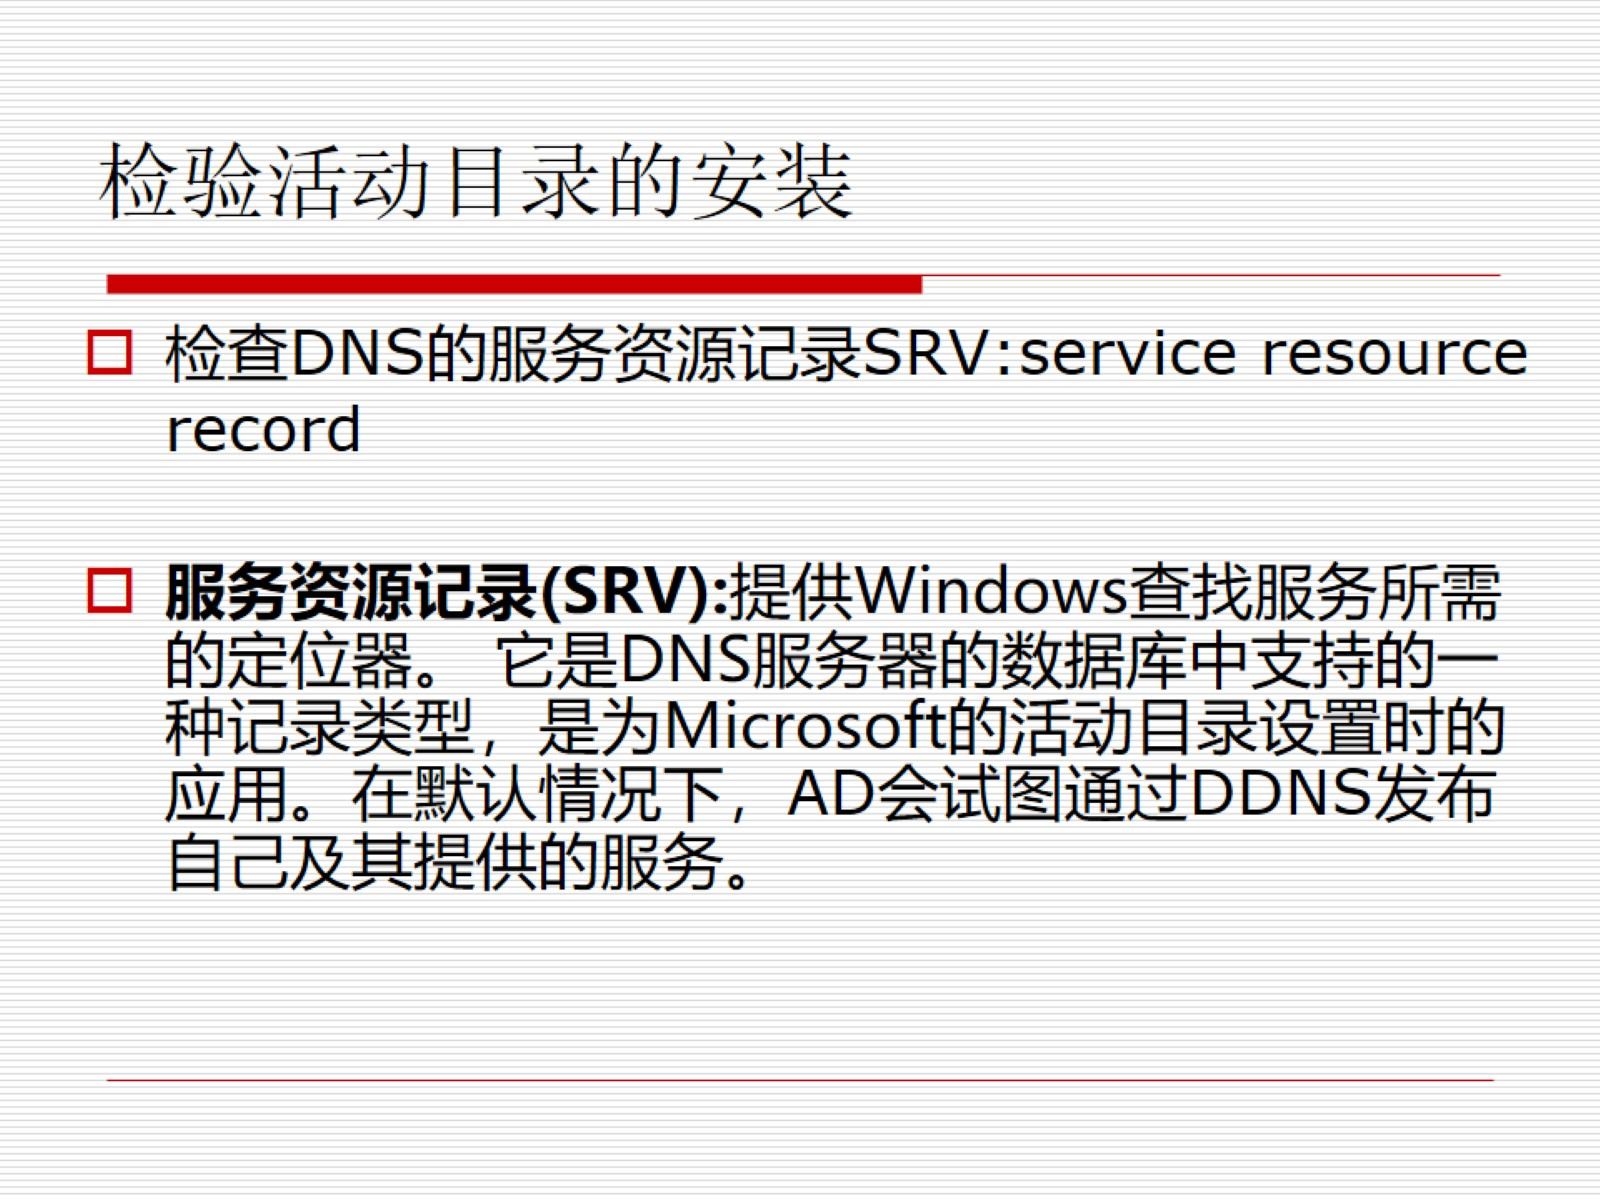 检验活动目录的安装
检查DNS的服务资源记录SRV:service resource
record
服务资源记录(SRV):提供Windows查找服务所需
的定位器。 它是DNS服务器的数据库中支持的一
种记录类型，是为Microsoft的活动目录设置时的
应用。在默认情况下，AD会试图通过DDNS发布
自己及其提供的服务。